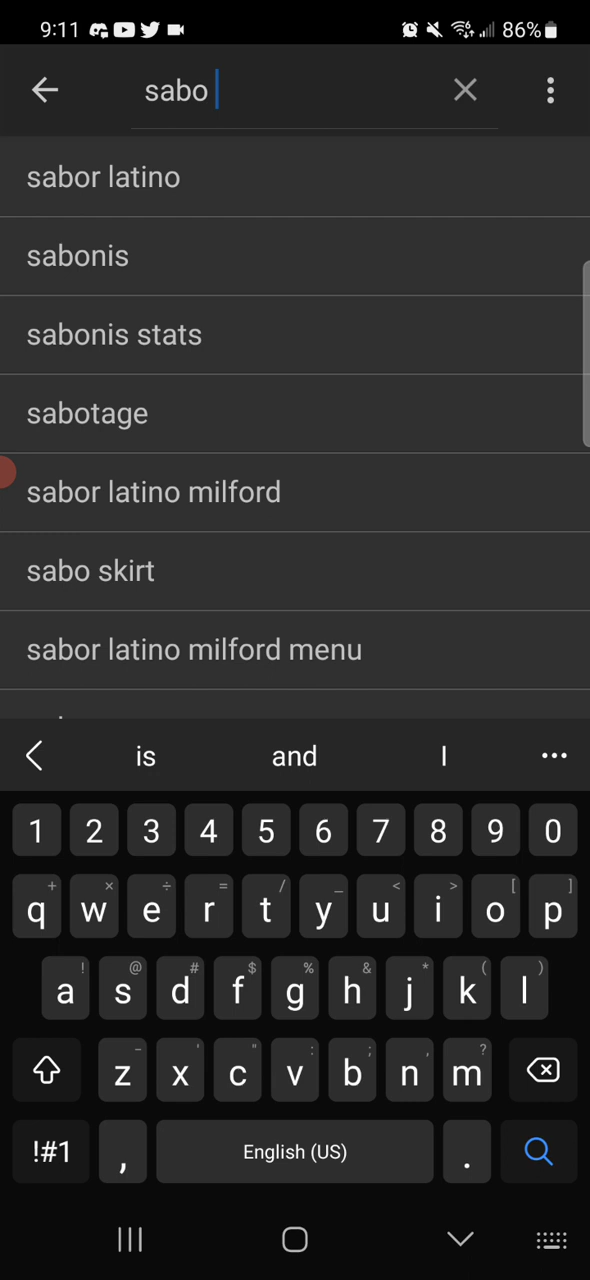 9:11 86%
sabo
sabor latino
sabonis
sabonis stats
sabotage
sabor latino milford
sabo skirt
sabor latino milford menu
is and I
1 2 3 4 5 6 7 8 9 0
+ × ÷ = / _ < > [ ]
q w e r t y u i o p
! @ # $ % & * ( )
a s d f g h j k l
- ' " : ; , ?
z x c v b n m
!#1 , English (US) .